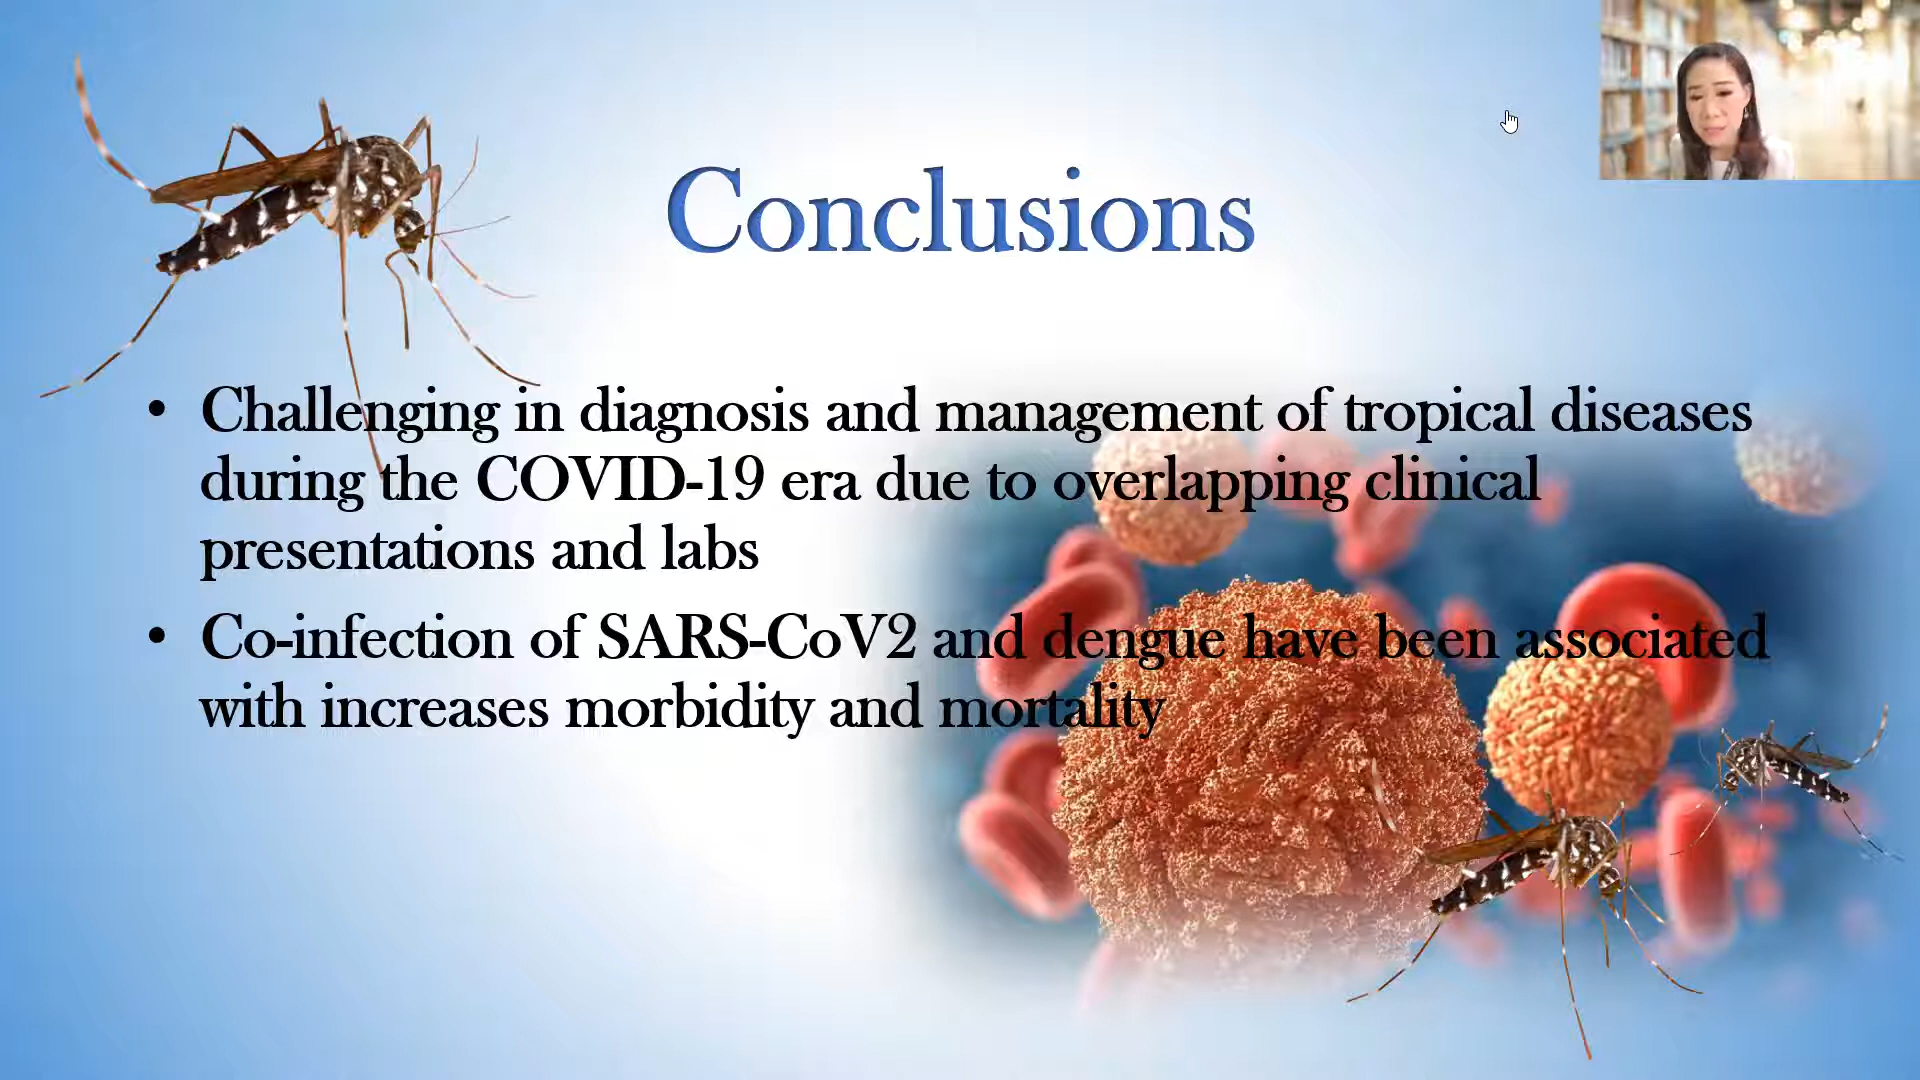 Conclusions
• Challenging in diagnosis and management of tropical diseases
during the COVID-19 era due to overlapping clinical
presentations and labs
• Co-infection of SARS-CoV2 and dengue have been associated
with increases morbidity and mortality